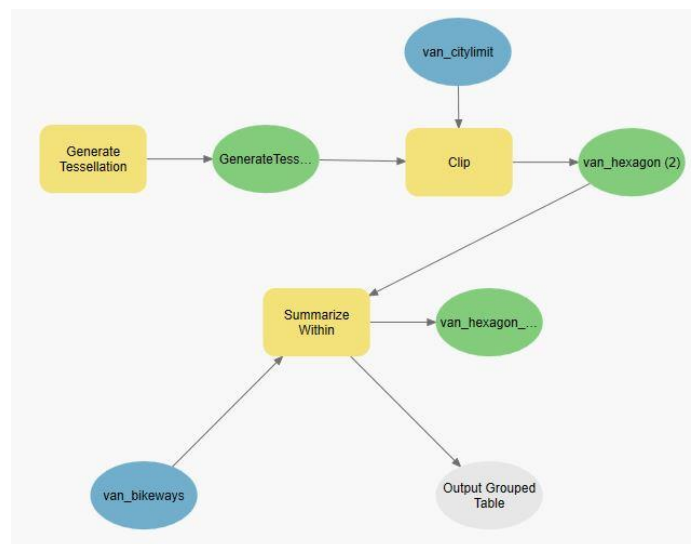 van_citylimit
Generate
Tessellation
GenerateTess...
Clip
van_hexagon (2)
Summarize
Within
van_hexagon_...
van_bikeways
Output Grouped
Table